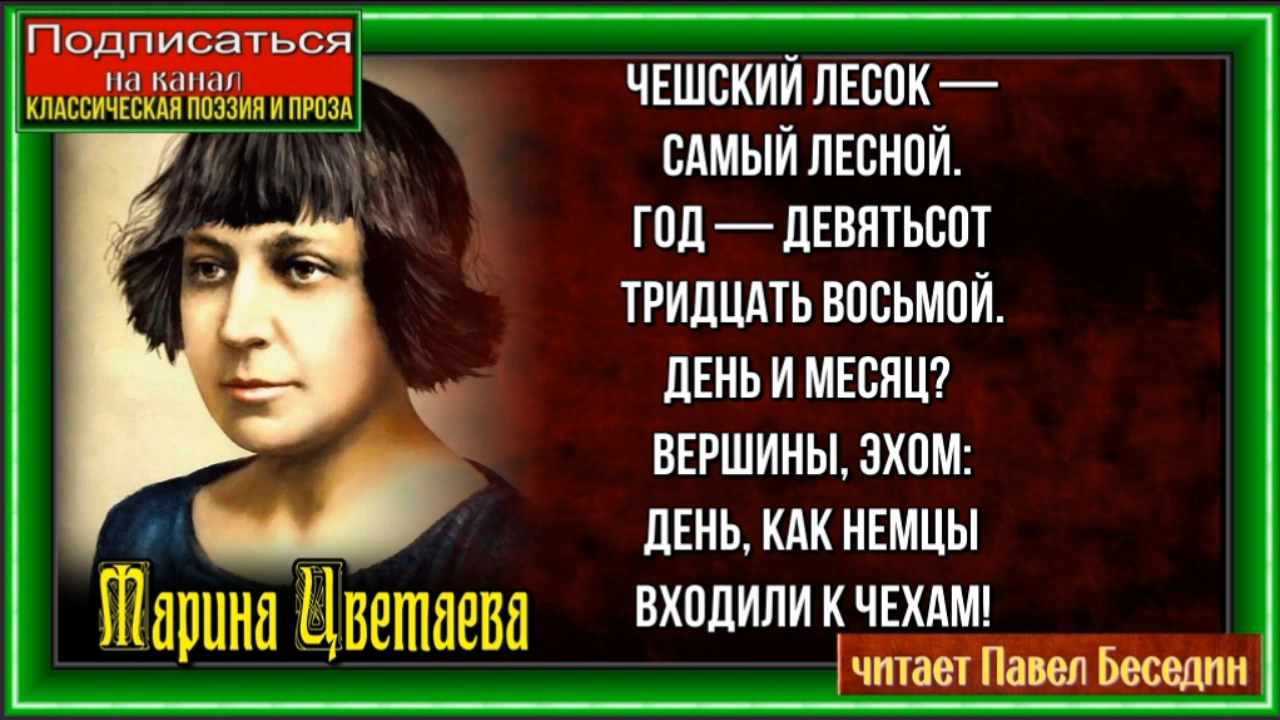 Подписаться
на канал
КЛАССИЧЕСКАЯ ПОЭЗИЯ И ПРОЗА
ЧЕШСКИЙ ЛЕСОК —
САМЫЙ ЛЕСНОЙ.
ГОД — ДЕВЯТЬСОТ
ТРИДЦАТЬ ВОСЬМОЙ.
ДЕНЬ И МЕСЯЦ?
ВЕРШИНЫ, ЭХОМ:
ДЕНЬ, КАК НЕМЦЫ
ВХОДИЛИ К ЧЕХАМ!
Марина Цветаева
читает Павел Беседин